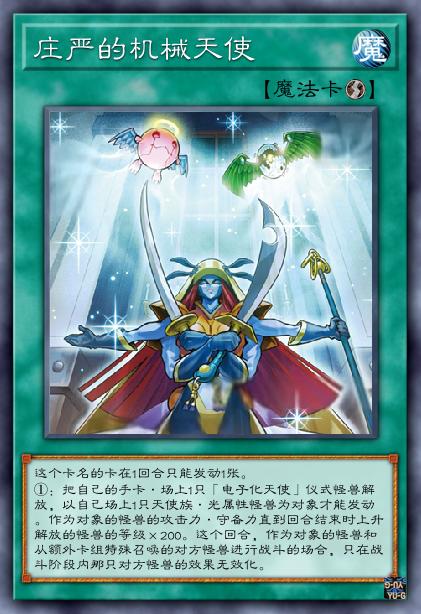 庄严的机械天使
魔
【魔法卡】
这个卡名的卡在1回合只能发动1张。
①：把自己的手卡·场上1只「电子化天使」仪式怪兽解
放，以自己场上1只天使族·光属性怪兽为对象才能发动
。作为对象的怪兽的攻击力·守备力直到回合结束时上升
解放的怪兽的等级×200。这个回合，作为对象的怪兽和
从额外卡组特殊召唤的对方怪兽进行战斗的场合，只在战
斗阶段内那只对方怪兽的效果无效化。